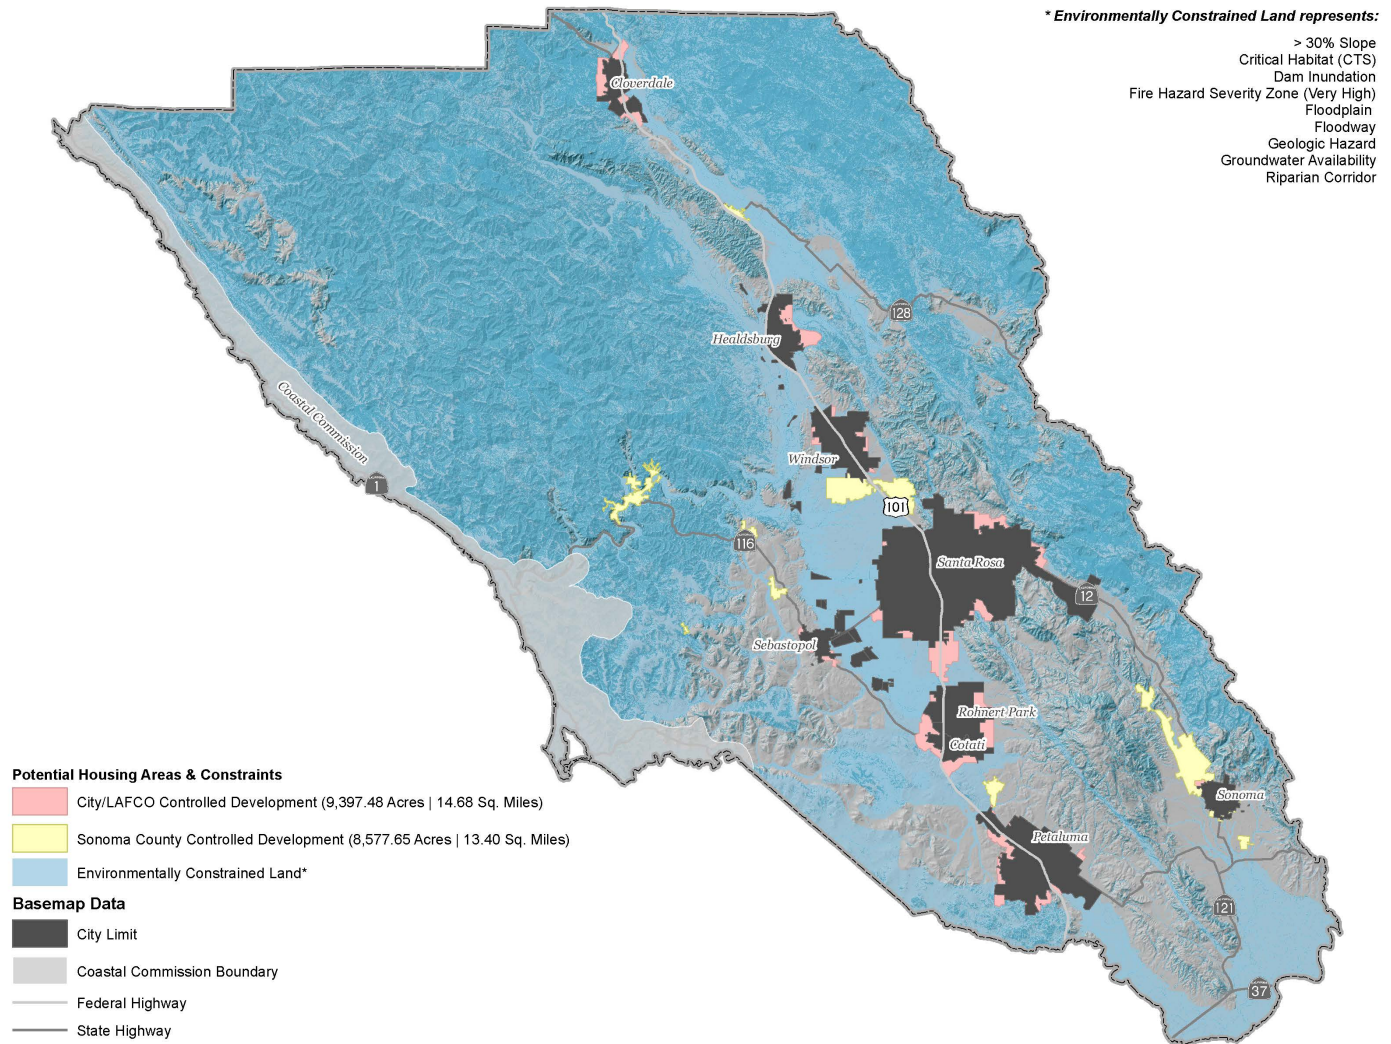 * Environmentally Constrained Land represents:
> 30% Slope
Critical Habitat (CTS)
Dam Inundation
Fire Hazard Severity Zone (Very High)
Floodplain
Floodway
Geologic Hazard
Groundwater Availability
Riparian Corridor
Cloverdale
128
Healdsburg
Coastal Commission
1
Windsor
101
116
Santa Rosa
12
Sebastopol
Rohnert Park
Cotati
Sonoma
Petaluma
121
37
Potential Housing Areas & Constraints
City/LAFCO Controlled Development (9,397.48 Acres | 14.68 Sq. Miles)
Sonoma County Controlled Development (8,577.65 Acres | 13.40 Sq. Miles)
Environmentally Constrained Land*
Basemap Data
City Limit
Coastal Commission Boundary
Federal Highway
State Highway